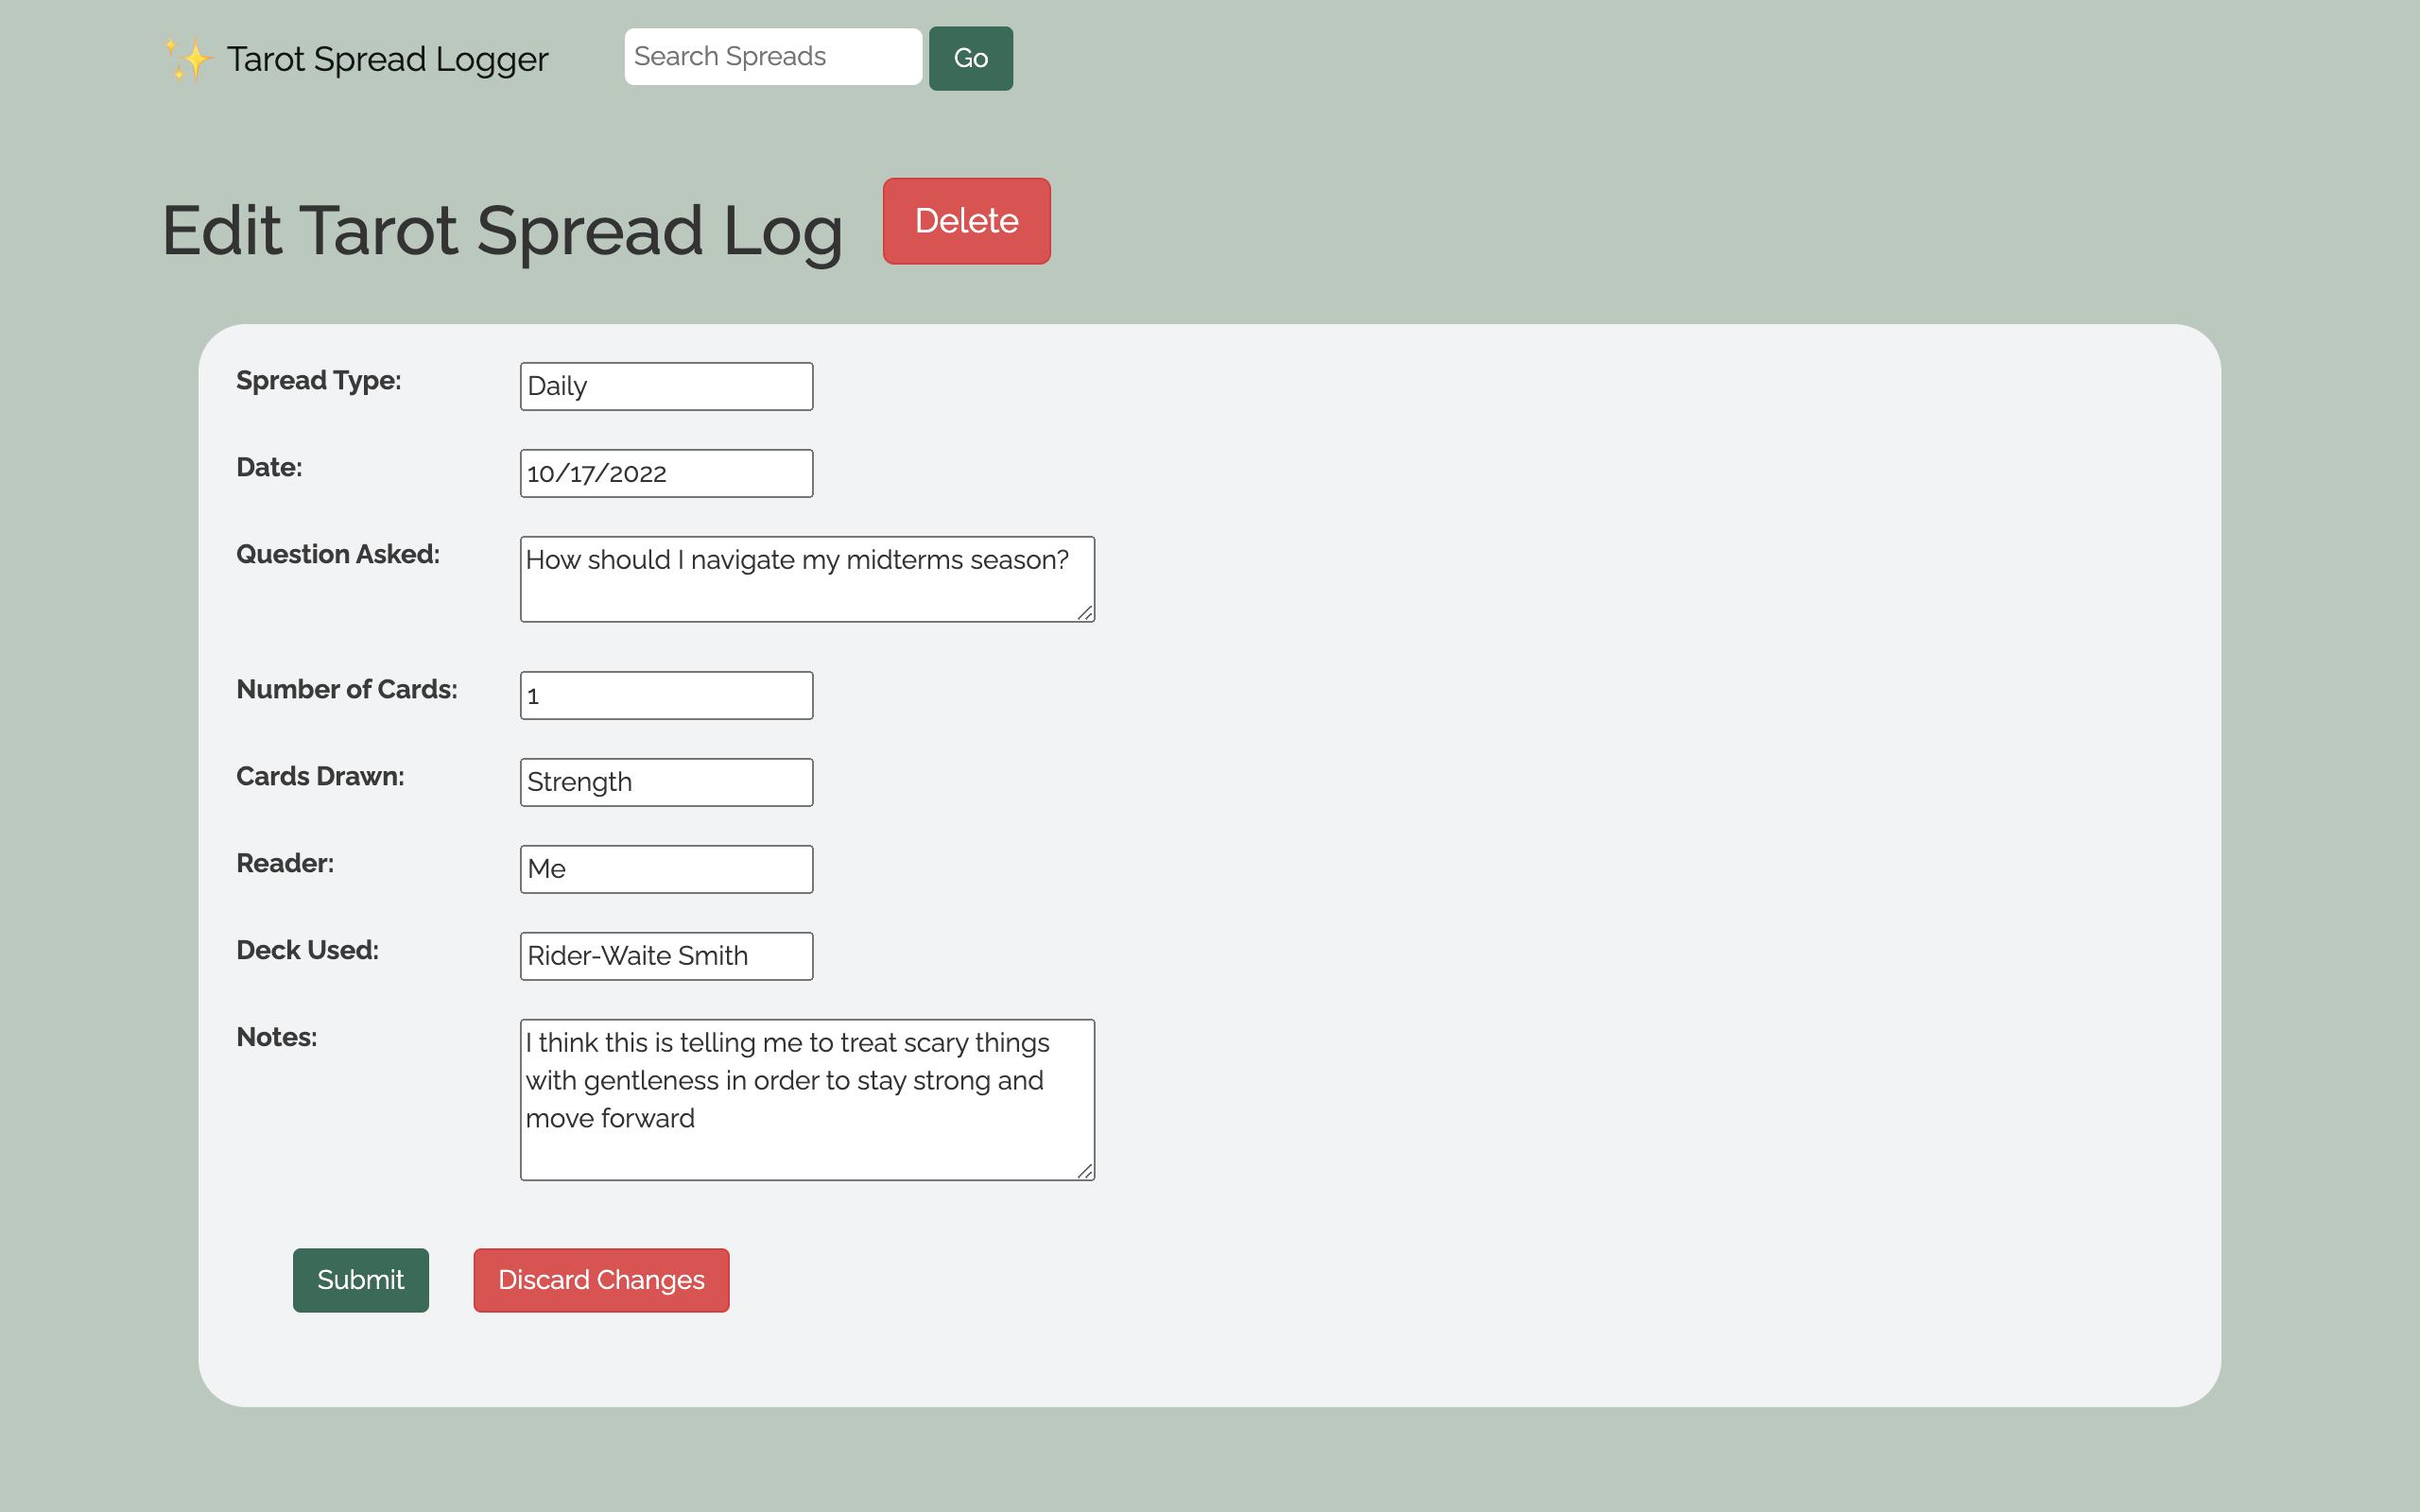 ✨ Tarot Spread Logger
Search Spreads
Go
Edit Tarot Spread Log
Delete
Spread Type:
Daily
Date:
10/17/2022
Question Asked:
How should I navigate my midterms season?
Number of Cards:
1
Cards Drawn:
Strength
Reader:
Me
Deck Used:
Rider-Waite Smith
Notes:
I think this is telling me to treat scary things
with gentleness in order to stay strong and
move forward
Submit
Discard Changes